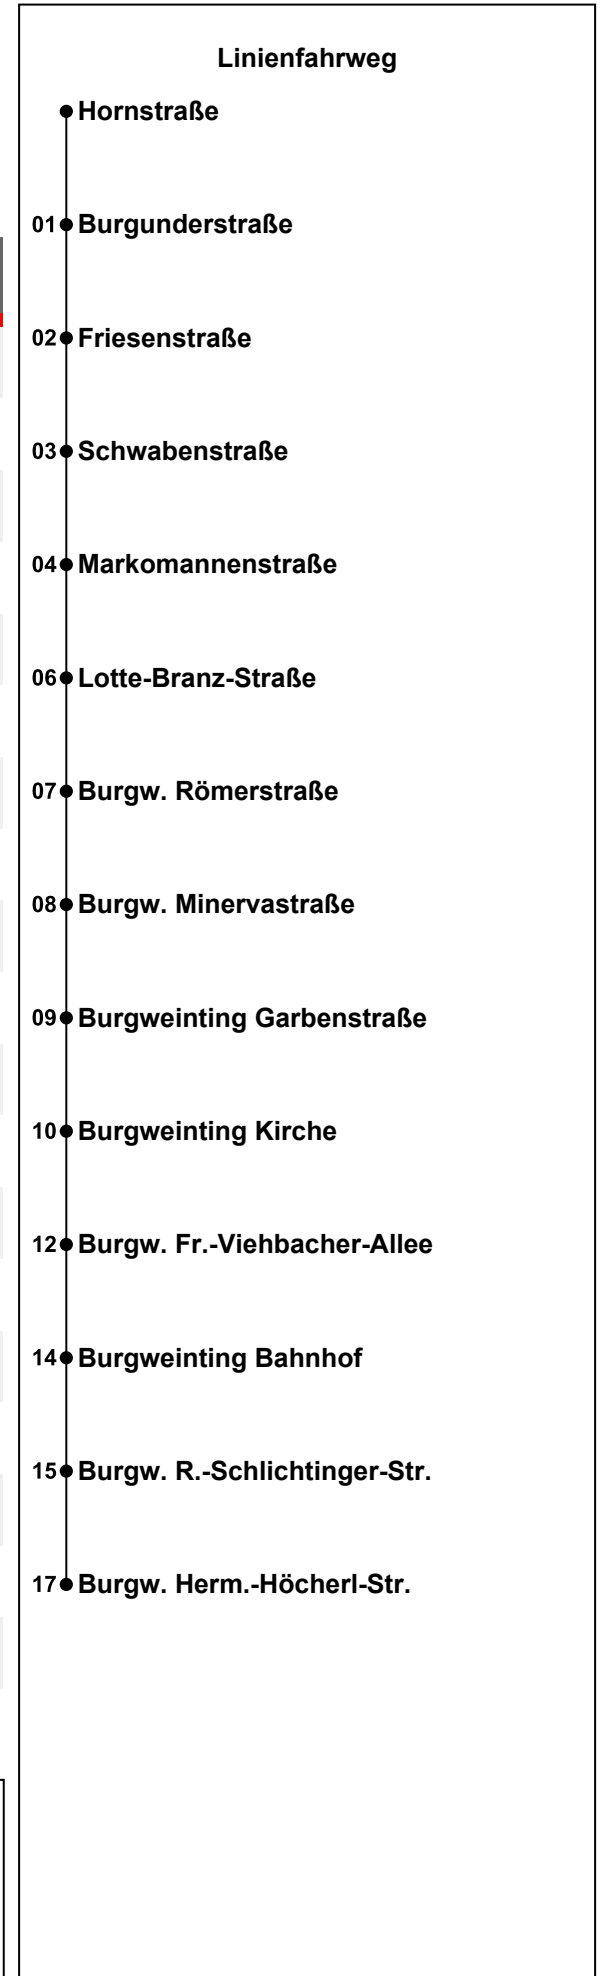 Linienfahrweg
Hornstraße
01 Burgunderstraße
02 Friesenstraße
03 Schwabenstraße
04 Markomannenstraße
06 Lotte-Branz-Straße
07 Burgw. Römerstraße
08 Burgw. Minervastraße
09 Burgweinting Garbenstraße
10 Burgweinting Kirche
12 Burgw. Fr.-Viehbacher-Allee
14 Burgweinting Bahnhof
15 Burgw. R.-Schlichtinger-Str.
17 Burgw. Herm.-Höcherl-Str.